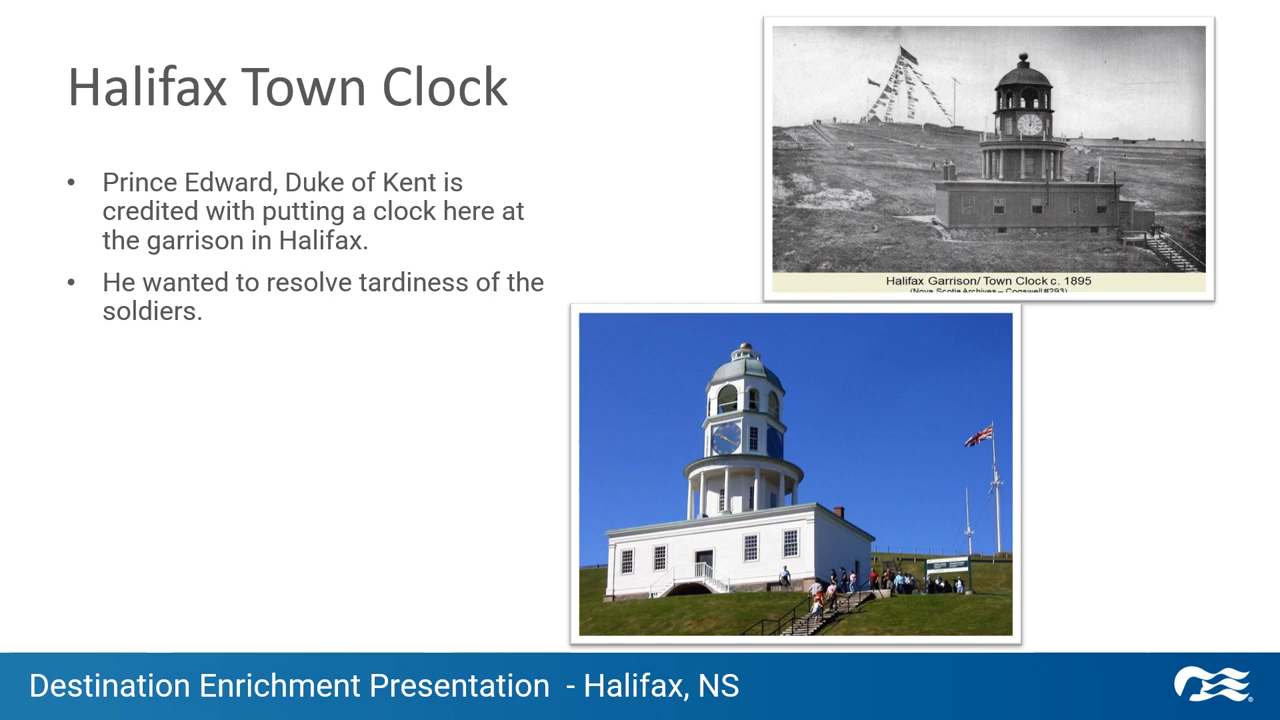 Halifax Town Clock
• Prince Edward, Duke of Kent is
credited with putting a clock here at
the garrison in Halifax.
• He wanted to resolve tardiness of the
soldiers.
Halifax Garrison/ Town Clock c. 1895
(Nova Scotia Archives – Cogswell #293)
Destination Enrichment Presentation - Halifax, NS